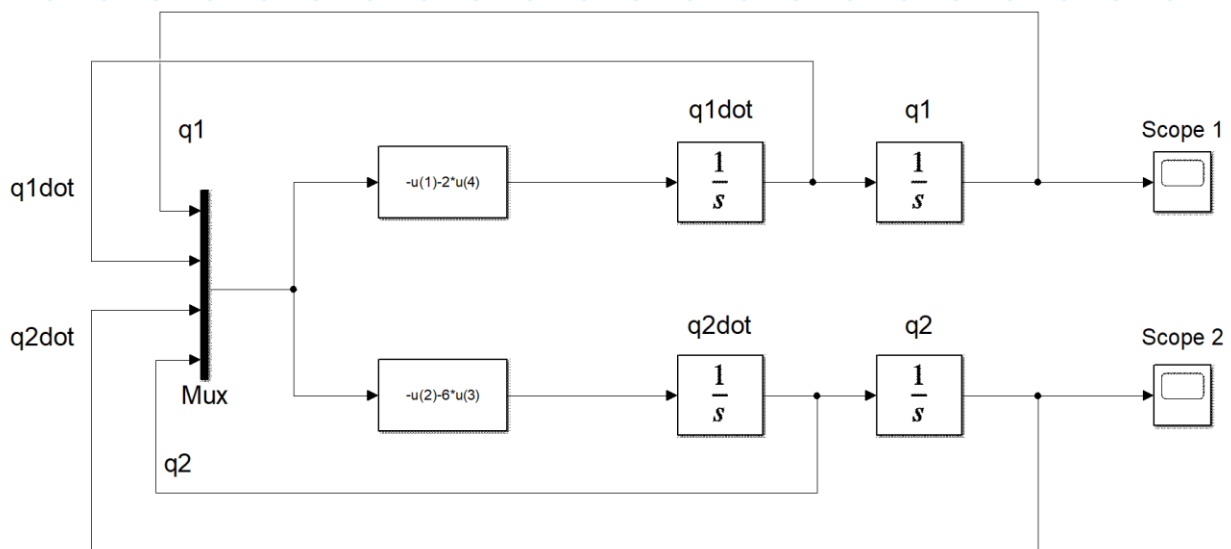 q1dot
q1
Scope 1
q1
-u(1)-2*u(4)
1
s
1
s
q1dot
q2dot
q2
Scope 2
q2dot
Mux
-u(2)-6*u(3)
1
s
1
s
q2